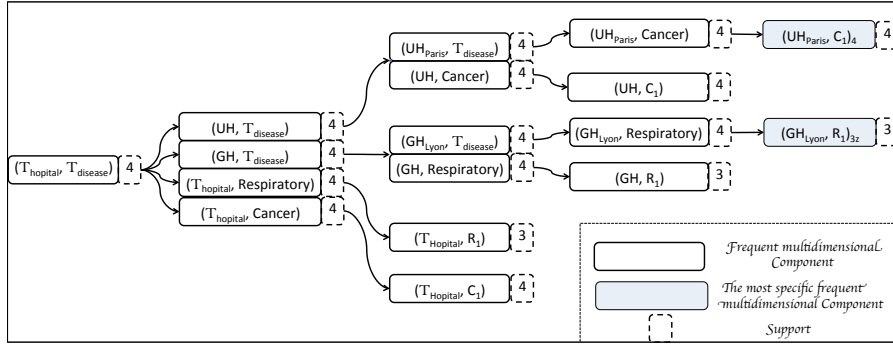 (T_hopital, T_disease) 4
(UH, T_disease) 4
(GH, T_disease) 4
(T_hopital, Respiratory) 4
(T_hopital, Cancer) 4
(UH_Paris, T_disease) 4
(UH, Cancer) 4
(GH_Lyon, T_disease) 4
(GH, Respiratory) 4
(T_Hopital, R_1) 3
(T_Hopital, C_1) 4
(UH_Paris, Cancer) 4
(UH, C_1) 4
(GH_Lyon, Respiratory) 4
(GH, R_1) 3
(UH_Paris, C_1)_4 4
(GH_Lyon, R_1)_3z 3
Frequent multidimensional
Component
The most specific frequent
multidimensional Component
Support